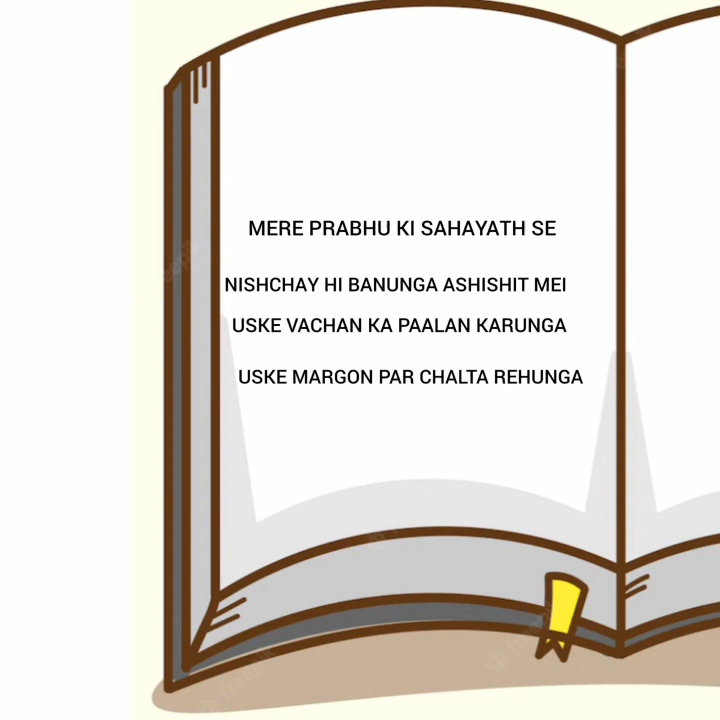 MERE PRABHU KI SAHAYATH SE
NISHCHAY HI BANUNGA ASHISHIT MEI
USKE VACHAN KA PAALAN KARUNGA
USKE MARGON PAR CHALTA REHUNGA